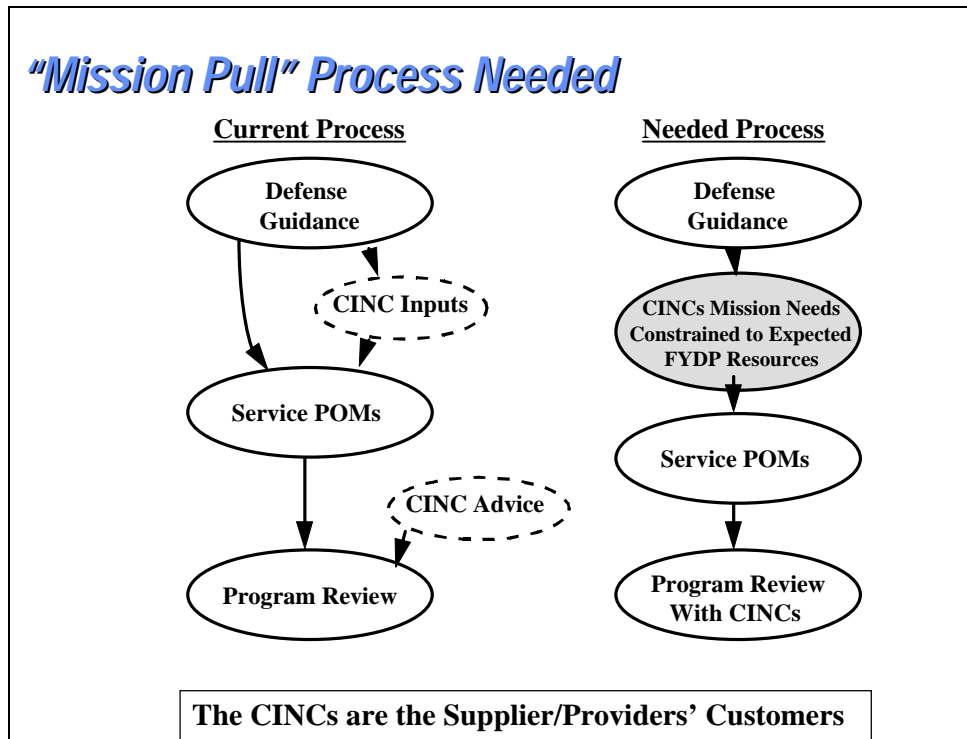 "Mission Pull" Process Needed
Current Process
Defense
Guidance
CINC Inputs
Service POMs
CINC Advice
Program Review
Needed Process
Defense
Guidance
CINCs Mission Needs
Constrained to Expected
FYDP Resources
Service POMs
Program Review
With CINCs
The CINCs are the Supplier/Providers' Customers